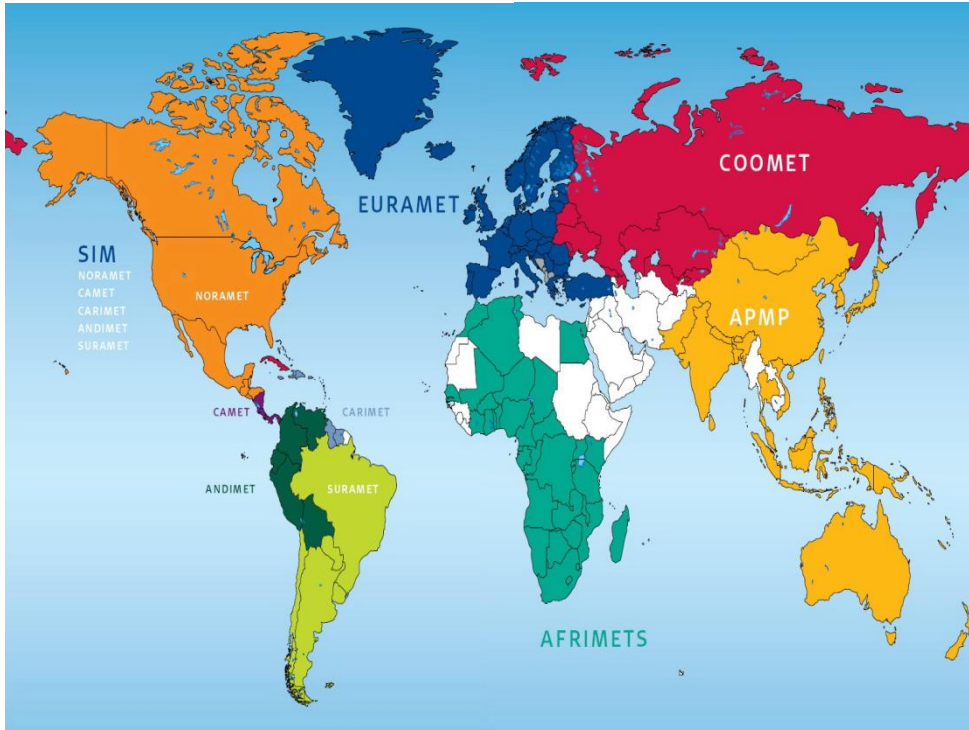 COOMET
EURAMET
SIM
NORAMET
CAMET
CARIMET
ANDIMET
SURAMET
NORAMET
APMP
CAMET
CARIMET
ANDIMET
SURAMET
AFRIMETS